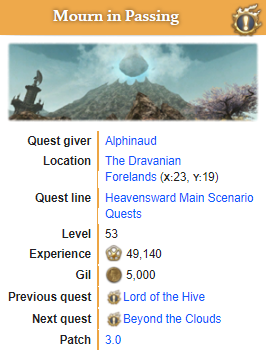 Mourn in Passing
Quest giver Alphinaud
Location The Dravanian
Forelands (X:23, Y:19)
Quest line Heavensward Main Scenario
Quests
Level 53
Experience 49,140
Gil 5,000
Previous quest Lord of the Hive
Next quest Beyond the Clouds
Patch 3.0